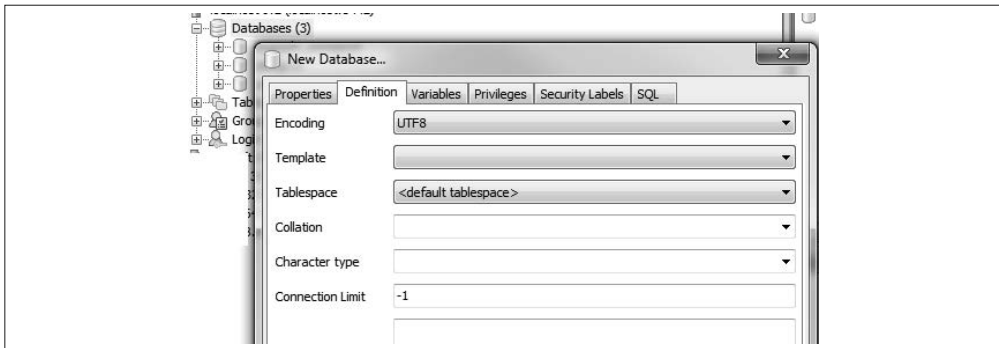 Databases (3)
New Database...
Properties Definition Variables Privileges Security Labels SQL
Encoding UTF8
Template
Tablespace <default tablespace>
Collation
Character type
Connection Limit -1
Tab
Gro
Logi